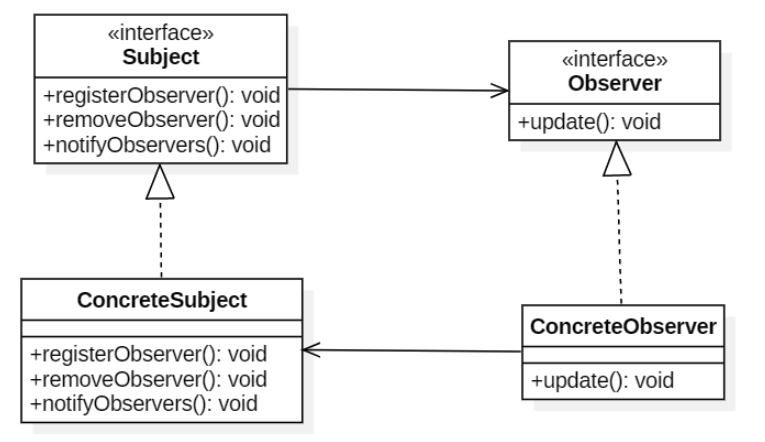 «interface»
Subject
+registerObserver(): void
+removeObserver(): void
+notifyObservers(): void
«interface»
Observer
+update(): void
ConcreteSubject
+registerObserver(): void
+removeObserver(): void
+notifyObservers(): void
ConcreteObserver
+update(): void